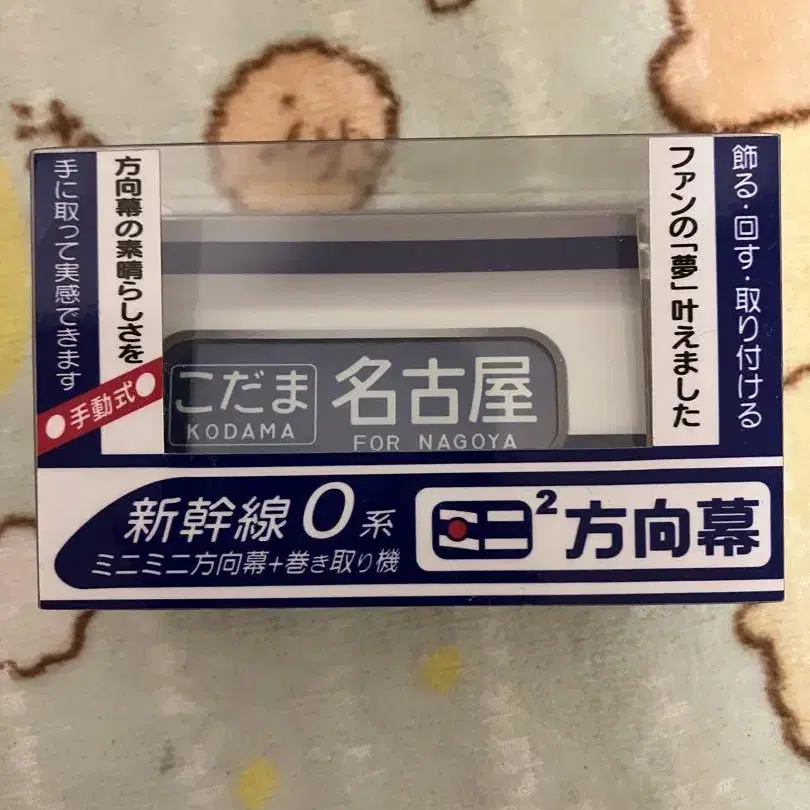 飾る・回す・取り付ける
ファンの「夢」叶えました
方向幕の素晴らしさを
手に取って実感できます
●手動式●
こだま
KODAMA
名古屋
FOR NAGOYA
新幹線0系
ミニミニ方向幕+巻き取り機
ミニ²方向幕